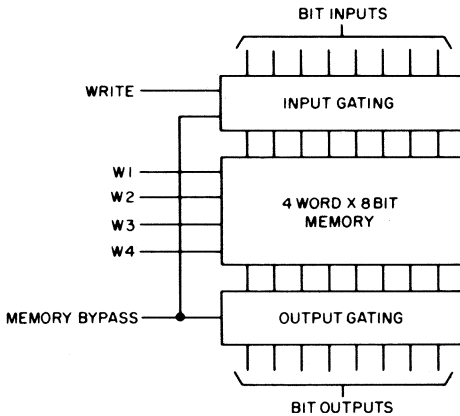 BIT INPUTS
WRITE
INPUT GATING
W1
W2
W3
W4
4 WORD X 8 BIT
MEMORY
MEMORY BYPASS
OUTPUT GATING
BIT OUTPUTS